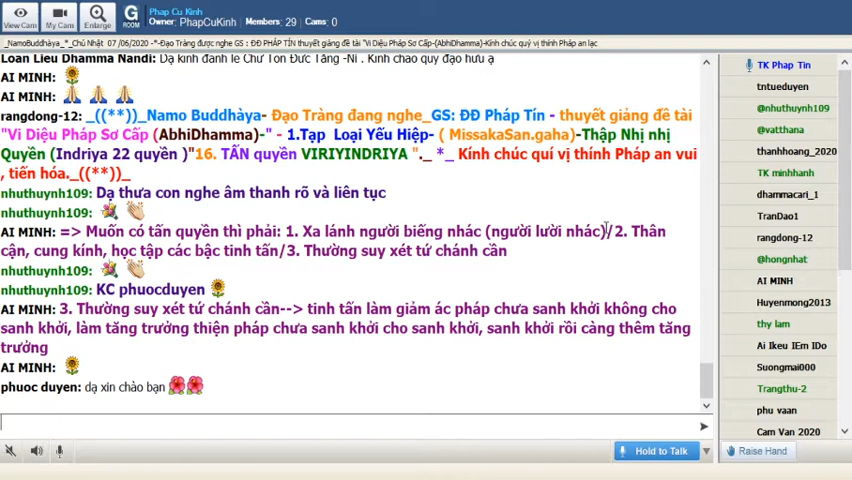 View Cam
My Cam
Enlarge
G
ROOM
Phap Cu Kinh
Owner: PhapCuKinh Members: 29 Cams: 0
_NamoBuddhàya_*_Chủ Nhật 07/06/2020 -*-Đạo Tràng được nghe GS : ĐĐ PHÁP TÍN thuyết giảng đề tài "Vi Diệu Pháp Sơ Cấp-(AbhiDhamma)-Kính chúc quý vị thính Pháp an lạc
Loan Lieu Dhamma Nandi: Dạ kính đảnh lễ Chư Tôn Đức Tăng -Ni . Kính chào quý đạo hữu ạ
AI MINH:
AI MINH:
rangdong-12: _((**))_Namo Buddhàya- Đạo Tràng đang nghe_GS: ĐĐ Pháp Tín - thuyết giảng đề tài
"Vi Diệu Pháp Sơ Cấp (AbhiDhamma)-" - 1.Tạp Loại Yếu Hiệp- ( MissakaSan.gaha)-Thập Nhị nhị
Quyền (Indriya 22 quyền )"16. TẤN quyền VIRIYINDRIYA "._ *_ Kính chúc quí vị thính Pháp an vui
, tiến hóa._((**))_
nhuthuynh109: Dạ thưa con nghe âm thanh rõ và liên tục
nhuthuynh109:
AI MINH: => Muốn có tấn quyền thì phải: 1. Xa lánh người biếng nhác (người lười nhác)/2. Thân
cận, cung kính, học tập các bậc tinh tấn/3. Thường suy xét tứ chánh cần
nhuthuynh109:
nhuthuynh109: KC phuocduyen
AI MINH: 3. Thường suy xét tứ chánh cần--> tinh tấn làm giảm ác pháp chưa sanh khởi không cho
sanh khởi, làm tăng trưởng thiện pháp chưa sanh khởi cho sanh khởi, sanh khởi rồi càng thêm tăng
trưởng
AI MINH:
phuoc duyen: dạ xin chào bạn
Hold to Talk
TK Phap Tin
tntueduyen
@nhuthuynh109
@vatthana
thanhhoang_2020
TK minhhanh
dhammacari_1
TranDao1
rangdong-12
@hongnhat
AI MINH
Huyenmong2013
thy lam
Ai Ikeu IEm IDo
Suongmai000
Trangthu-2
phu vaan
Cam Van 2020
Raise Hand